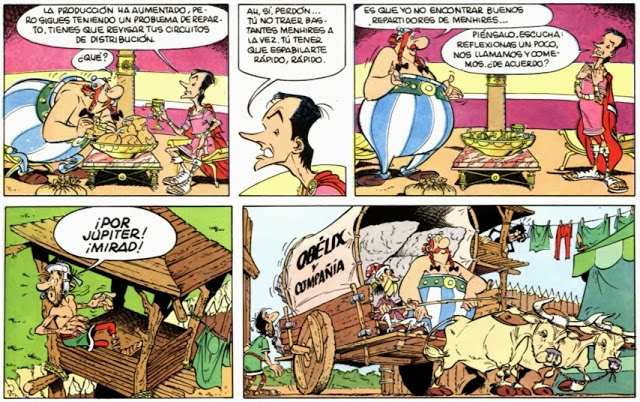 LA PRODUCCIÓN HA AUMENTADO, PE-
RO SIGUES TENIENDO UN PROBLEMA DE REPAR-
TO, TIENES QUE REVISAR TUS CIRCUITOS
DE DISTRIBUCIÓN.
¿QUÉ?
AH, SÍ, PERDÓN...
TÚ NO TRAER BAS-
TANTES MENHIRES A
LA VEZ. TÚ TENER
QUE ESPABILARTE
RÁPIDO, RÁPIDO.
ES QUE YO NO ENCONTRAR BUENOS
REPARTIDORES DE MENHIRES...
PIÉNSALO, ESCUCHA:
REFLEXIONAS UN POCO,
NOS LLAMAMOS Y COME-
MOS. ¿DE ACUERDO?
¡POR
JÚPITER!
¡MIRAD!
OBÉLIX
Y
COMPAÑÍA